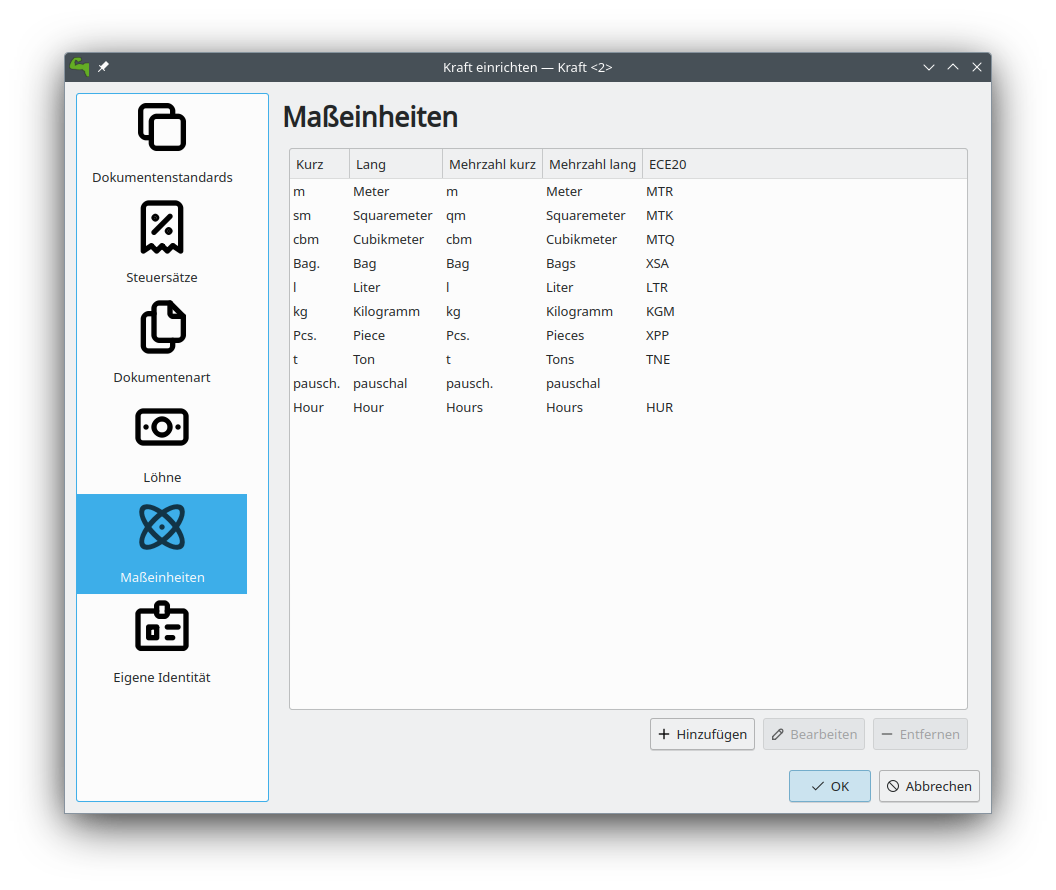 Kraft einrichten — Kraft <2>
Dokumentenstandards
Steuersätze
Dokumentenart
Löhne
Maßeinheiten
Eigene Identität
Maßeinheiten
Kurz Lang Mehrzahl kurz Mehrzahl lang ECE20
m Meter m Meter MTR
sm Squaremeter qm Squaremeter MTK
cbm Cubikmeter cbm Cubikmeter MTQ
Bag. Bag Bag Bags XSA
l Liter l Liter LTR
kg Kilogramm kg Kilogramm KGM
Pcs. Piece Pcs. Pieces XPP
t Ton t Tons TNE
pausch. pauschal pausch. pauschal
Hour Hour Hours Hours HUR
Hinzufügen Bearbeiten Entfernen
OK Abbrechen